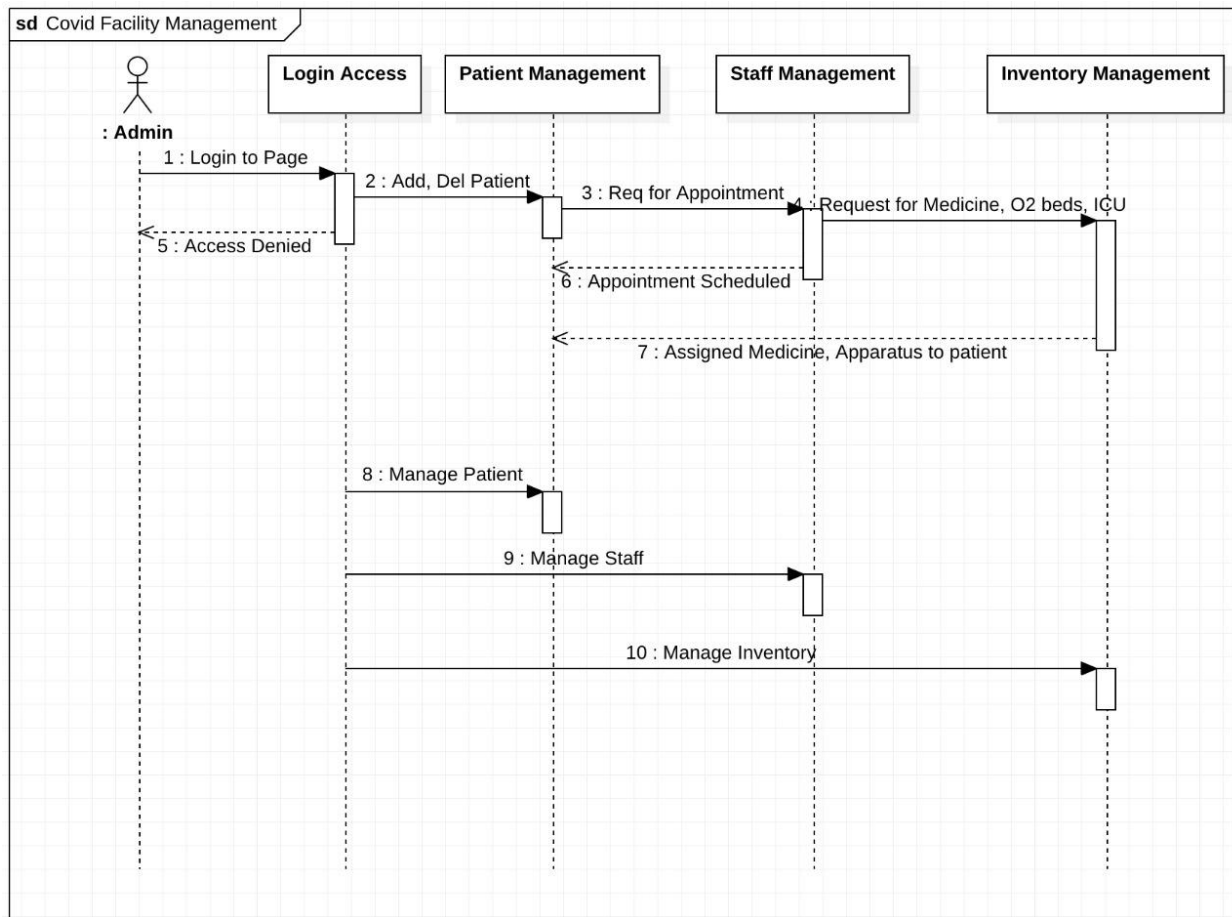 sd Covid Facility Management
Login Access
Patient Management
Staff Management
Inventory Management
: Admin
1 : Login to Page
2 : Add, Del Patient
3 : Req for Appointment
4 : Request for Medicine, O2 beds, ICU
5 : Access Denied
6 : Appointment Scheduled
7 : Assigned Medicine, Apparatus to patient
8 : Manage Patient
9 : Manage Staff
10 : Manage Inventory